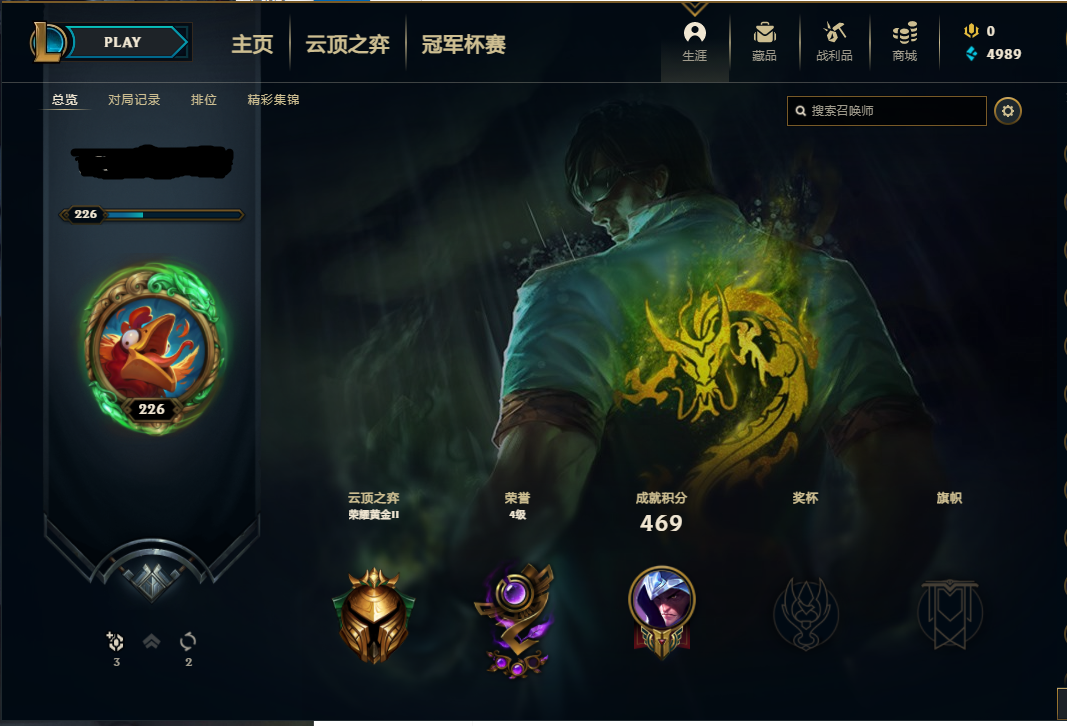 PLAY
主页
云顶之弈
冠军杯赛
生涯
藏品
战利品
商城
0
4989
总览
对局记录
排位
精彩集锦
搜索召唤师
226
226
云顶之弈
荣耀黄金II
荣誉
4级
成就积分
469
奖杯
旗帜
3
2